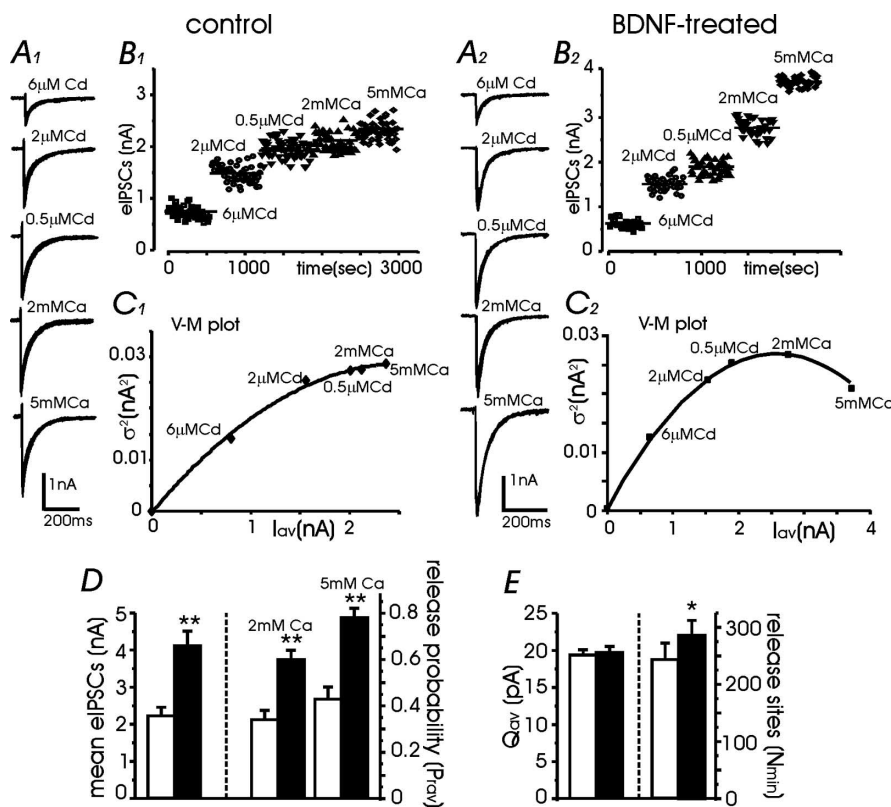 control
BDNF-treated
A1
6μM Cd
2μMCd
0.5μMCd
2mMCa
5mMCa
1nA
200ms
B1
eIPSCs (nA)
3
2
1
0
6μMCd
2μMCd
0.5μMCd
2mMCa
5mMCa
0
1000
time(sec)
3000
C1
V-M plot
σ²(nA²)
0.03
0.01
0
6μMCd
2μMCd
2mMCa
0.5μMCd
5mMCa
0
1
Iav(nA)
2
A2
6μM Cd
2μMCd
0.5μMCd
2mMCa
5mMCa
1nA
200ms
B2
eIPSCs (nA)
4
3
2
1
0
6μMCd
2μMCd
0.5μMCd
2mMCa
5mMCa
0
1000
time(sec)
C2
V-M plot
σ²(nA²)
0.03
0.01
0
6μMCd
2μMCd
0.5μMCd
2mMCa
5mMCa
0
1
2
Iav(nA)
4
D
mean eIPSCs (nA)
5
4
3
2
1
0
**
2mM Ca
**
5mM Ca
**
0.8
0.6
0.4
0.2
0
release probability (Prav)
E
Qav (pA)
25
20
15
10
5
0
*
300
200
100
0
release sites (Nmin)